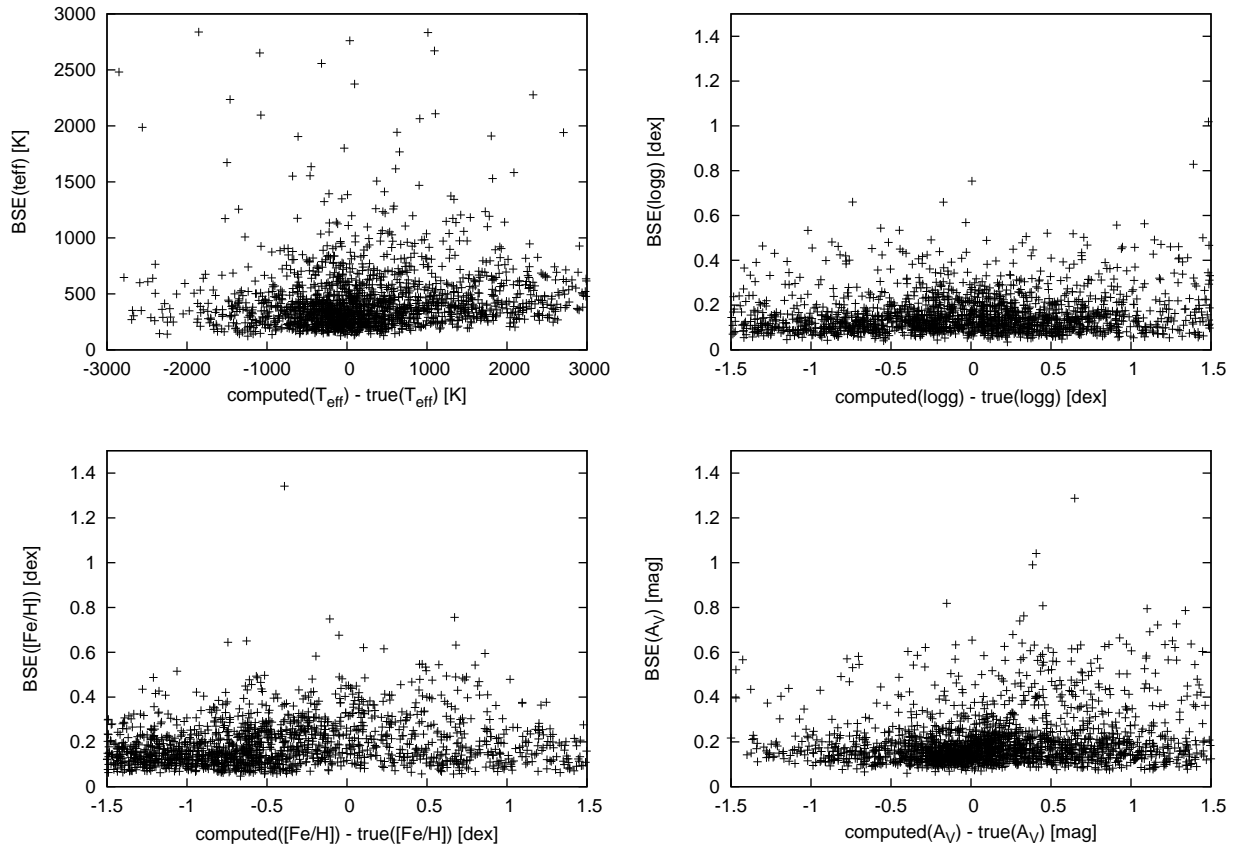 3000
2500
2000
1500
1000
500
0
BSE(teff) [K]
-3000 -2000 -1000 0 1000 2000 3000
computed(T_eff) - true(T_eff) [K]
1.4
1.2
1
0.8
0.6
0.4
0.2
0
BSE(logg) [dex]
-1.5 -1 -0.5 0 0.5 1 1.5
computed(logg) - true(logg) [dex]
1.4
1.2
1
0.8
0.6
0.4
0.2
0
BSE([Fe/H]) [dex]
-1.5 -1 -0.5 0 0.5 1 1.5
computed([Fe/H]) - true([Fe/H]) [dex]
1.4
1.2
1
0.8
0.6
0.4
0.2
0
BSE(A_V) [mag]
-1.5 -1 -0.5 0 0.5 1 1.5
computed(A_V) - true(A_V) [mag]